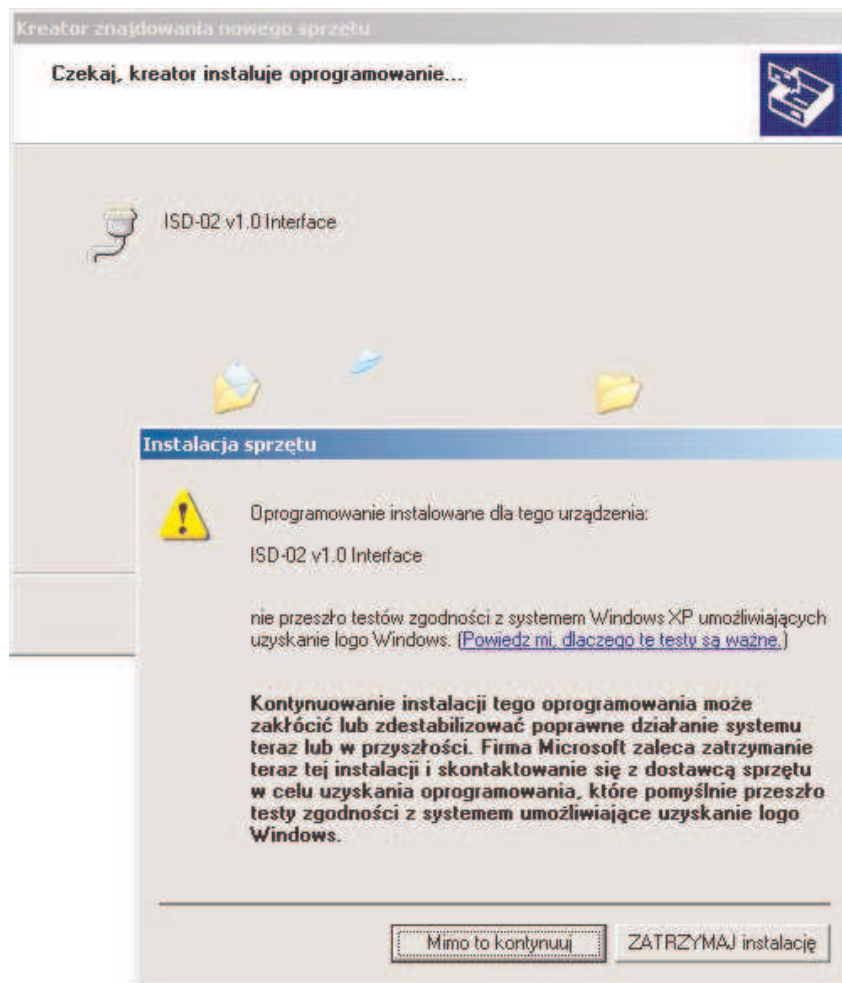 Kreator znajdowania nowego sprzętu
Czekaj, kreator instaluje oprogramowanie...
ISD-02 v1.0 Interface
Instalacja sprzętu
Oprogramowanie instalowane dla tego urządzenia:
ISD-02 v1.0 Interface
nie przeszło testów zgodności z systemem Windows XP umożliwiających
uzyskanie logo Windows. (Powiedz mi, dlaczego te testy są ważne.)
Kontynuowanie instalacji tego oprogramowania może
zakłócić lub zdestabilizować poprawne działanie systemu
teraz lub w przyszłości. Firma Microsoft zaleca zatrzymanie
teraz tej instalacji i skontaktowanie się z dostawcą sprzętu
w celu uzyskania oprogramowania, które pomyślnie przeszło
testy zgodności z systemem umożliwiające uzyskanie logo
Windows.
Mimo to kontynuuj ZATRZYMAJ instalację